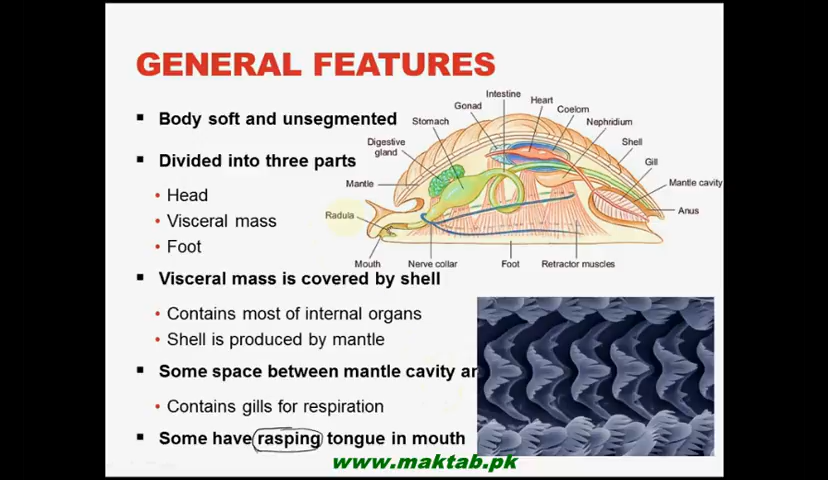 GENERAL FEATURES
▪ Body soft and unsegmented
▪ Divided into three parts
• Head
• Visceral mass
• Foot
▪ Visceral mass is covered by shell
• Contains most of internal organs
• Shell is produced by mantle
▪ Some space between mantle cavity an
• Contains gills for respiration
▪ Some have rasping tongue in mouth
Intestine
Gonad
Heart
Coelom
Stomach
Nephridium
Digestive
gland
Shell
Gill
Mantle
Mantle cavity
Radula
Anus
Mouth
Nerve collar
Foot
Retractor muscles
www.maktab.pk